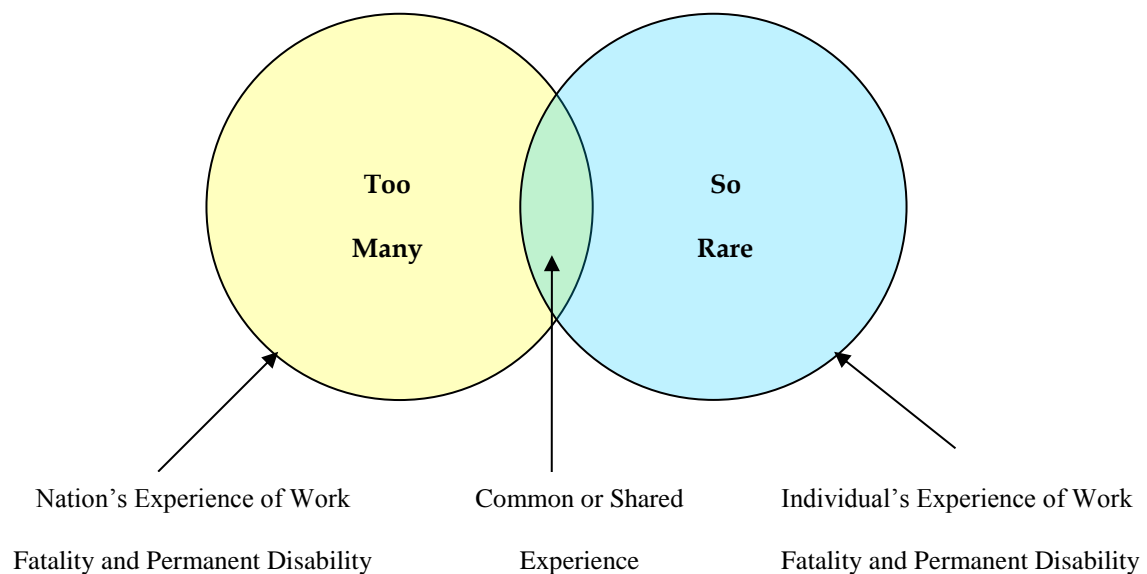 Too
Many
So
Rare
Nation’s Experience of Work
Fatality and Permanent Disability
Common or Shared
Experience
Individual’s Experience of Work
Fatality and Permanent Disability